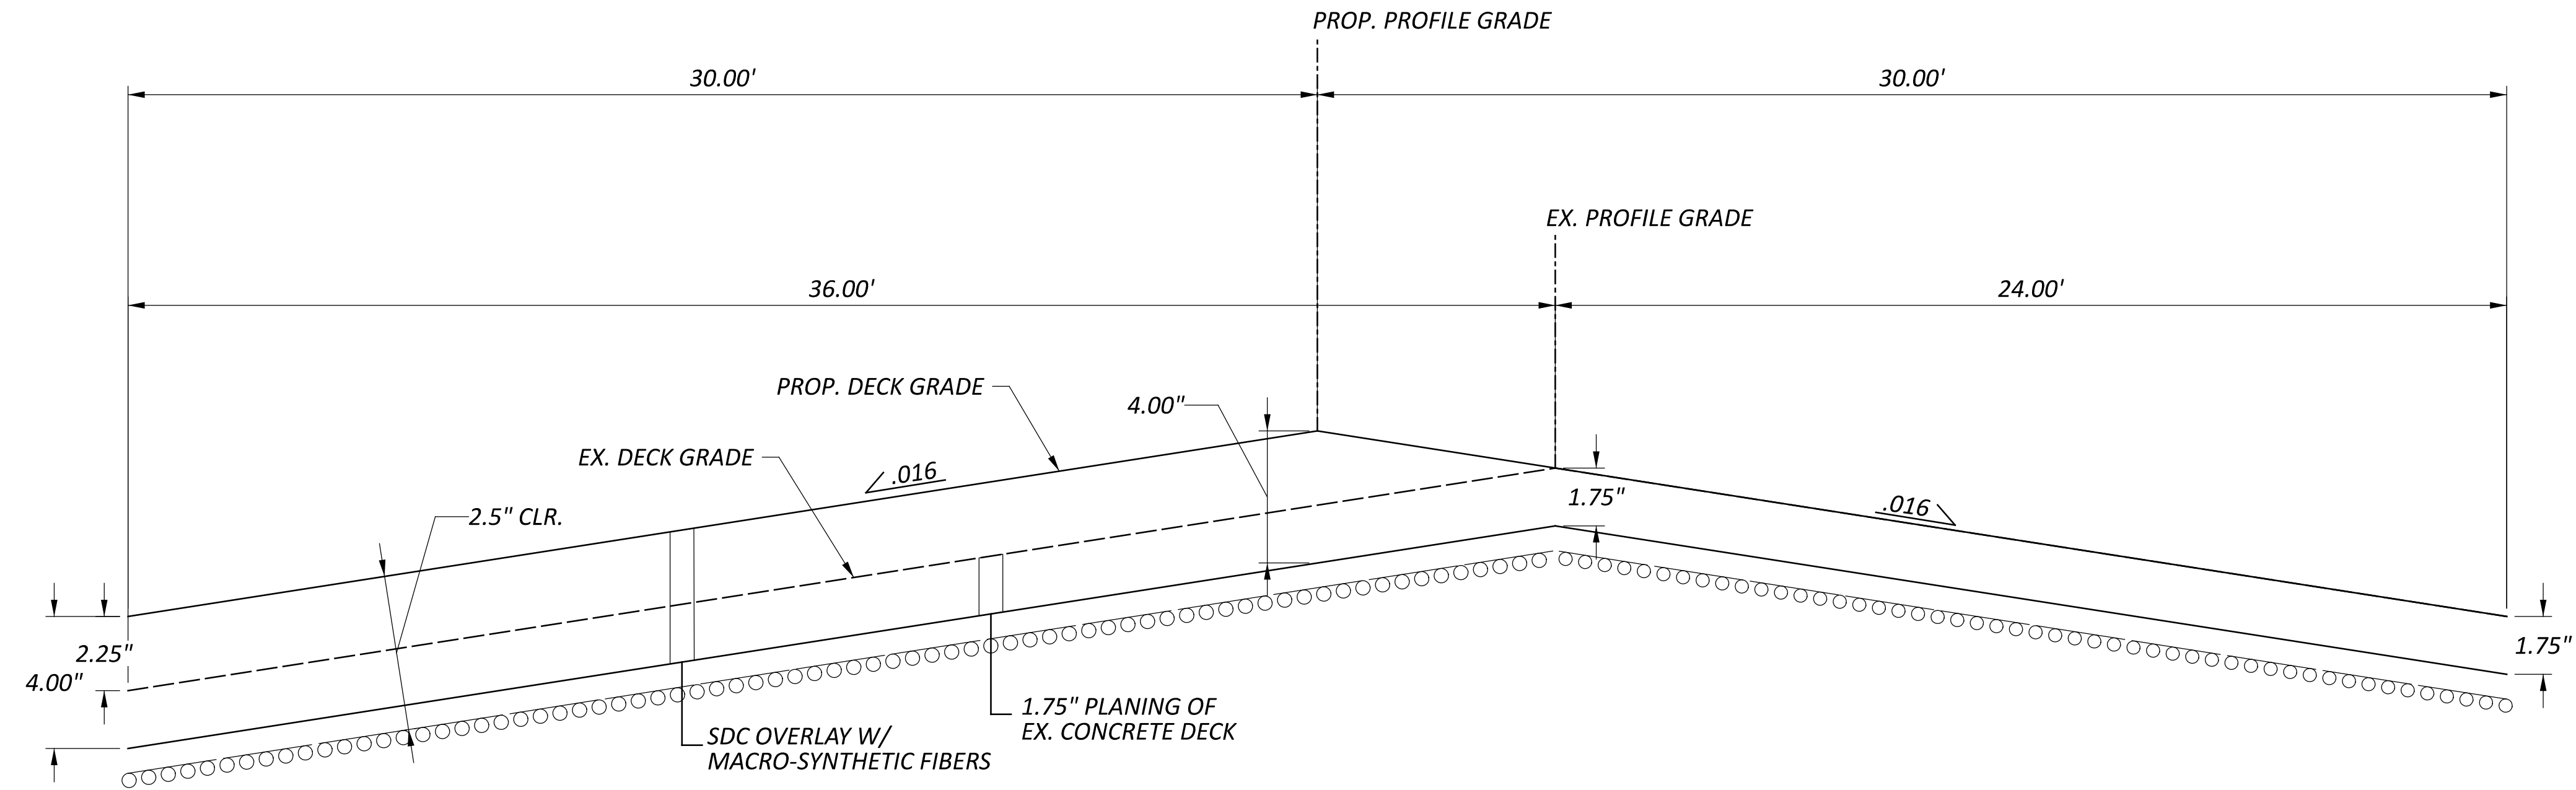 PROP. PROFILE GRADE
30.00'
30.00'
EX. PROFILE GRADE
36.00'
24.00'
PROP. DECK GRADE
4.00"
EX. DECK GRADE
.016
1.75"
.016
2.5" CLR.
2.25"
1.75"
4.00"
1.75" PLANING OF
EX. CONCRETE DECK
SDC OVERLAY W/
MACRO-SYNTHETIC FIBERS